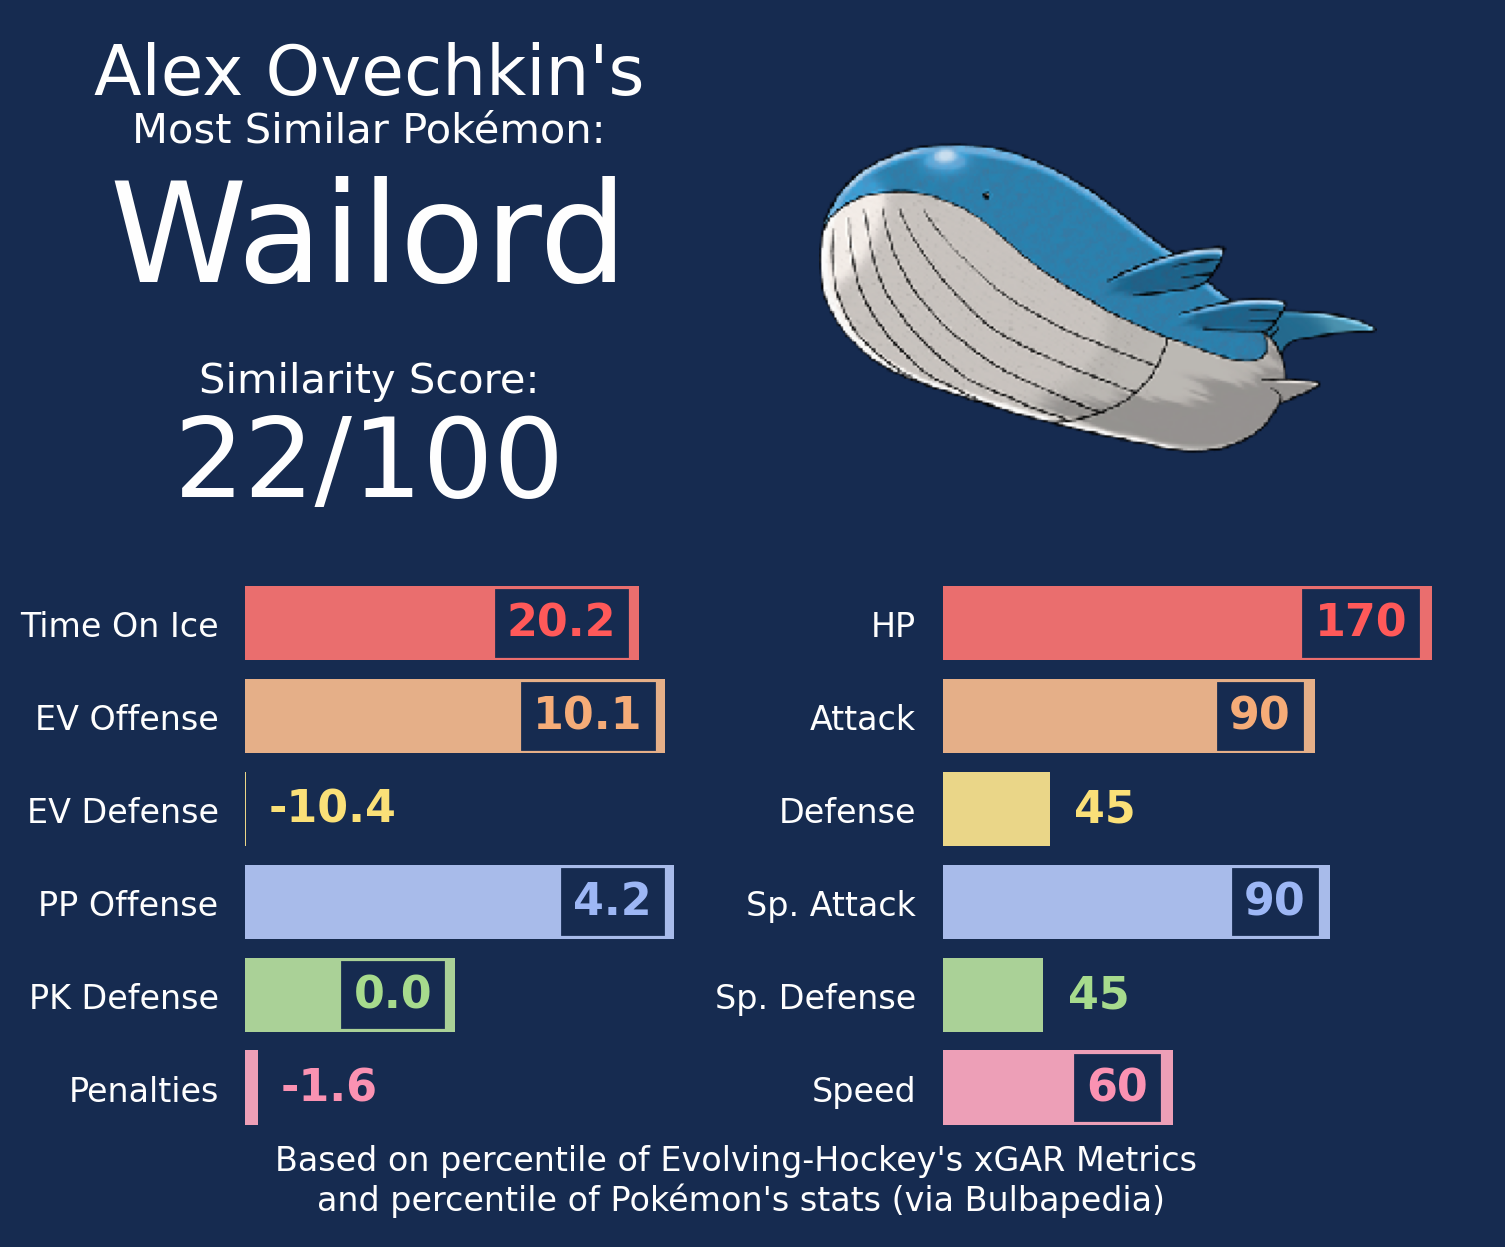 Alex Ovechkin's
Most Similar Pokémon:
Wailord
Similarity Score:
22/100
Time On Ice 20.2
EV Offense 10.1
EV Defense -10.4
PP Offense 4.2
PK Defense 0.0
Penalties -1.6
HP 170
Attack 90
Defense 45
Sp. Attack 90
Sp. Defense 45
Speed 60
Based on percentile of Evolving-Hockey's xGAR Metrics
and percentile of Pokémon's stats (via Bulbapedia)